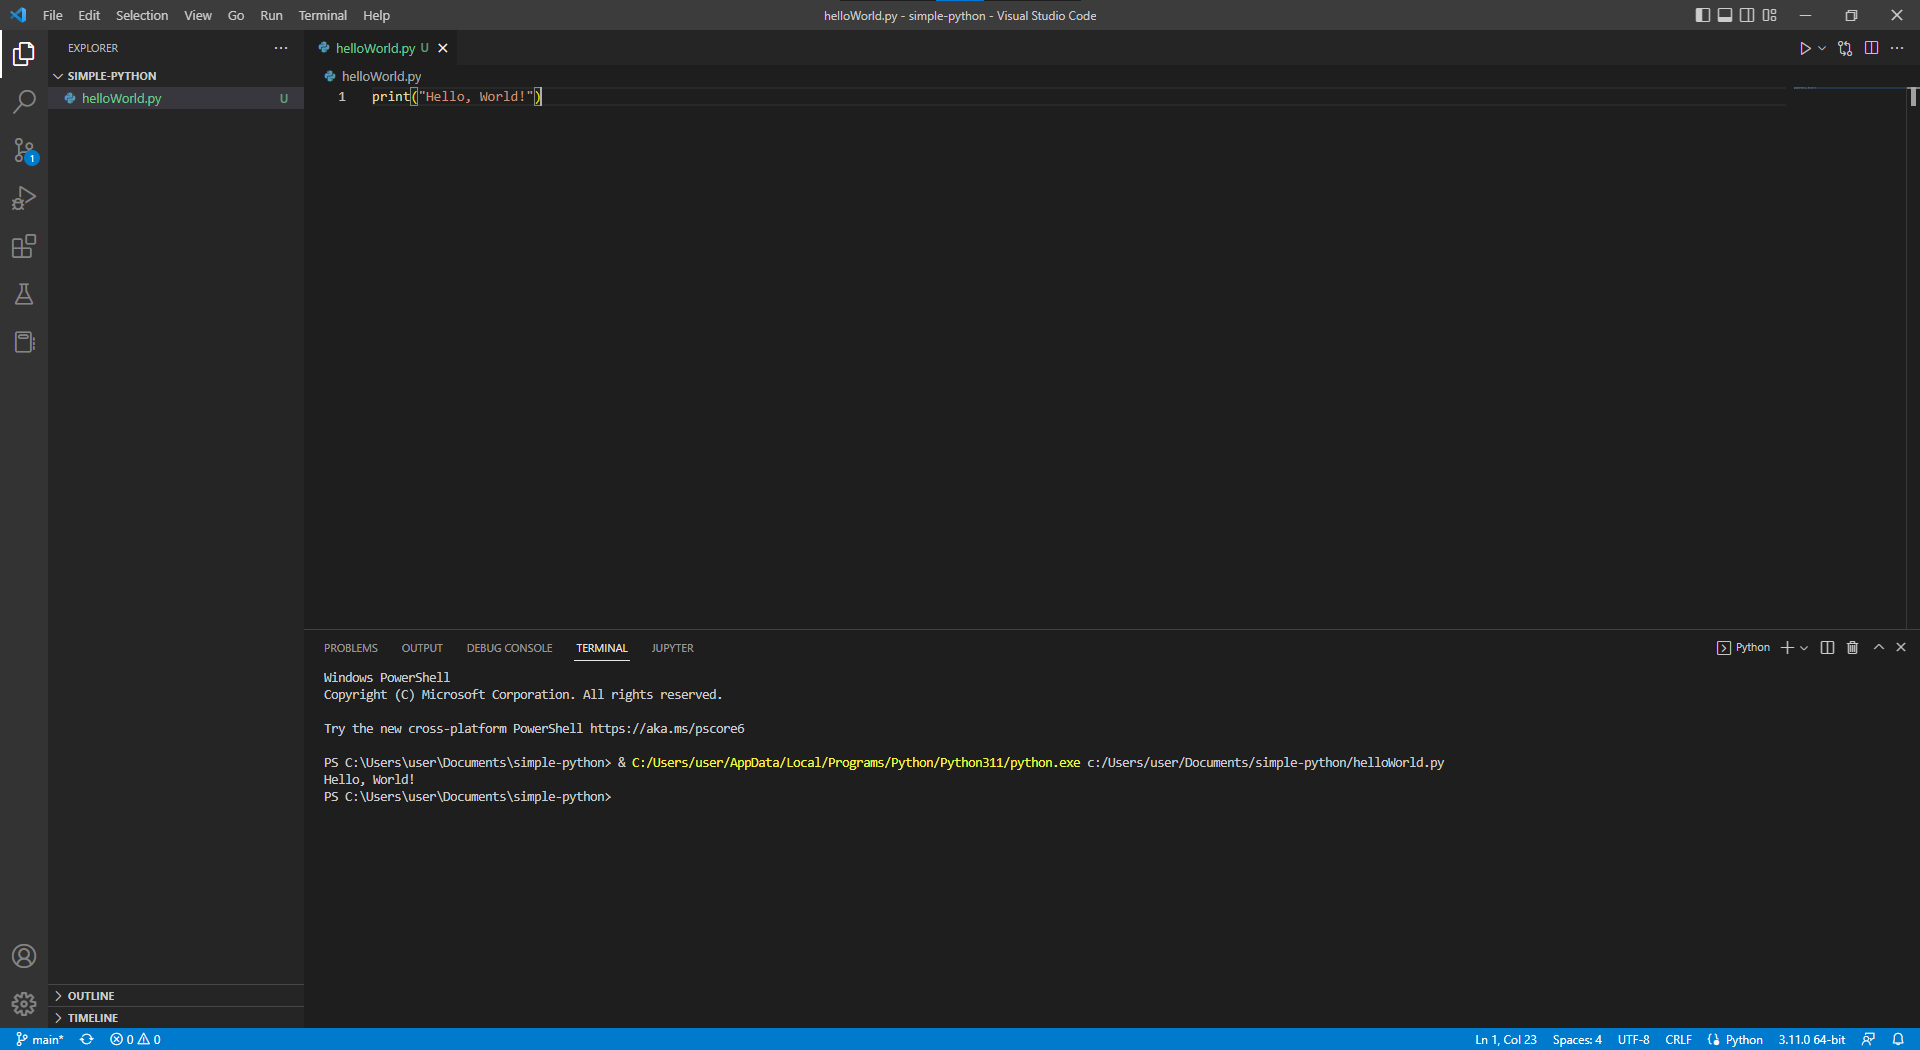 File Edit Selection View Go Run Terminal Help
helloWorld.py - simple-python - Visual Studio Code
EXPLORER
SIMPLE-PYTHON
helloWorld.py U
1
helloWorld.py U
helloWorld.py
1 print("Hello, World!")
PROBLEMS OUTPUT DEBUG CONSOLE TERMINAL JUPYTER
Python
Windows PowerShell
Copyright (C) Microsoft Corporation. All rights reserved.
Try the new cross-platform PowerShell https://aka.ms/pscore6
PS C:\Users\user\Documents\simple-python> & C:/Users/user/AppData/Local/Programs/Python/Python311/python.exe c:/Users/user/Documents/simple-python/helloWorld.py
Hello, World!
PS C:\Users\user\Documents\simple-python>
OUTLINE
TIMELINE
main* 0 0
Ln 1, Col 23 Spaces: 4 UTF-8 CRLF Python 3.11.0 64-bit